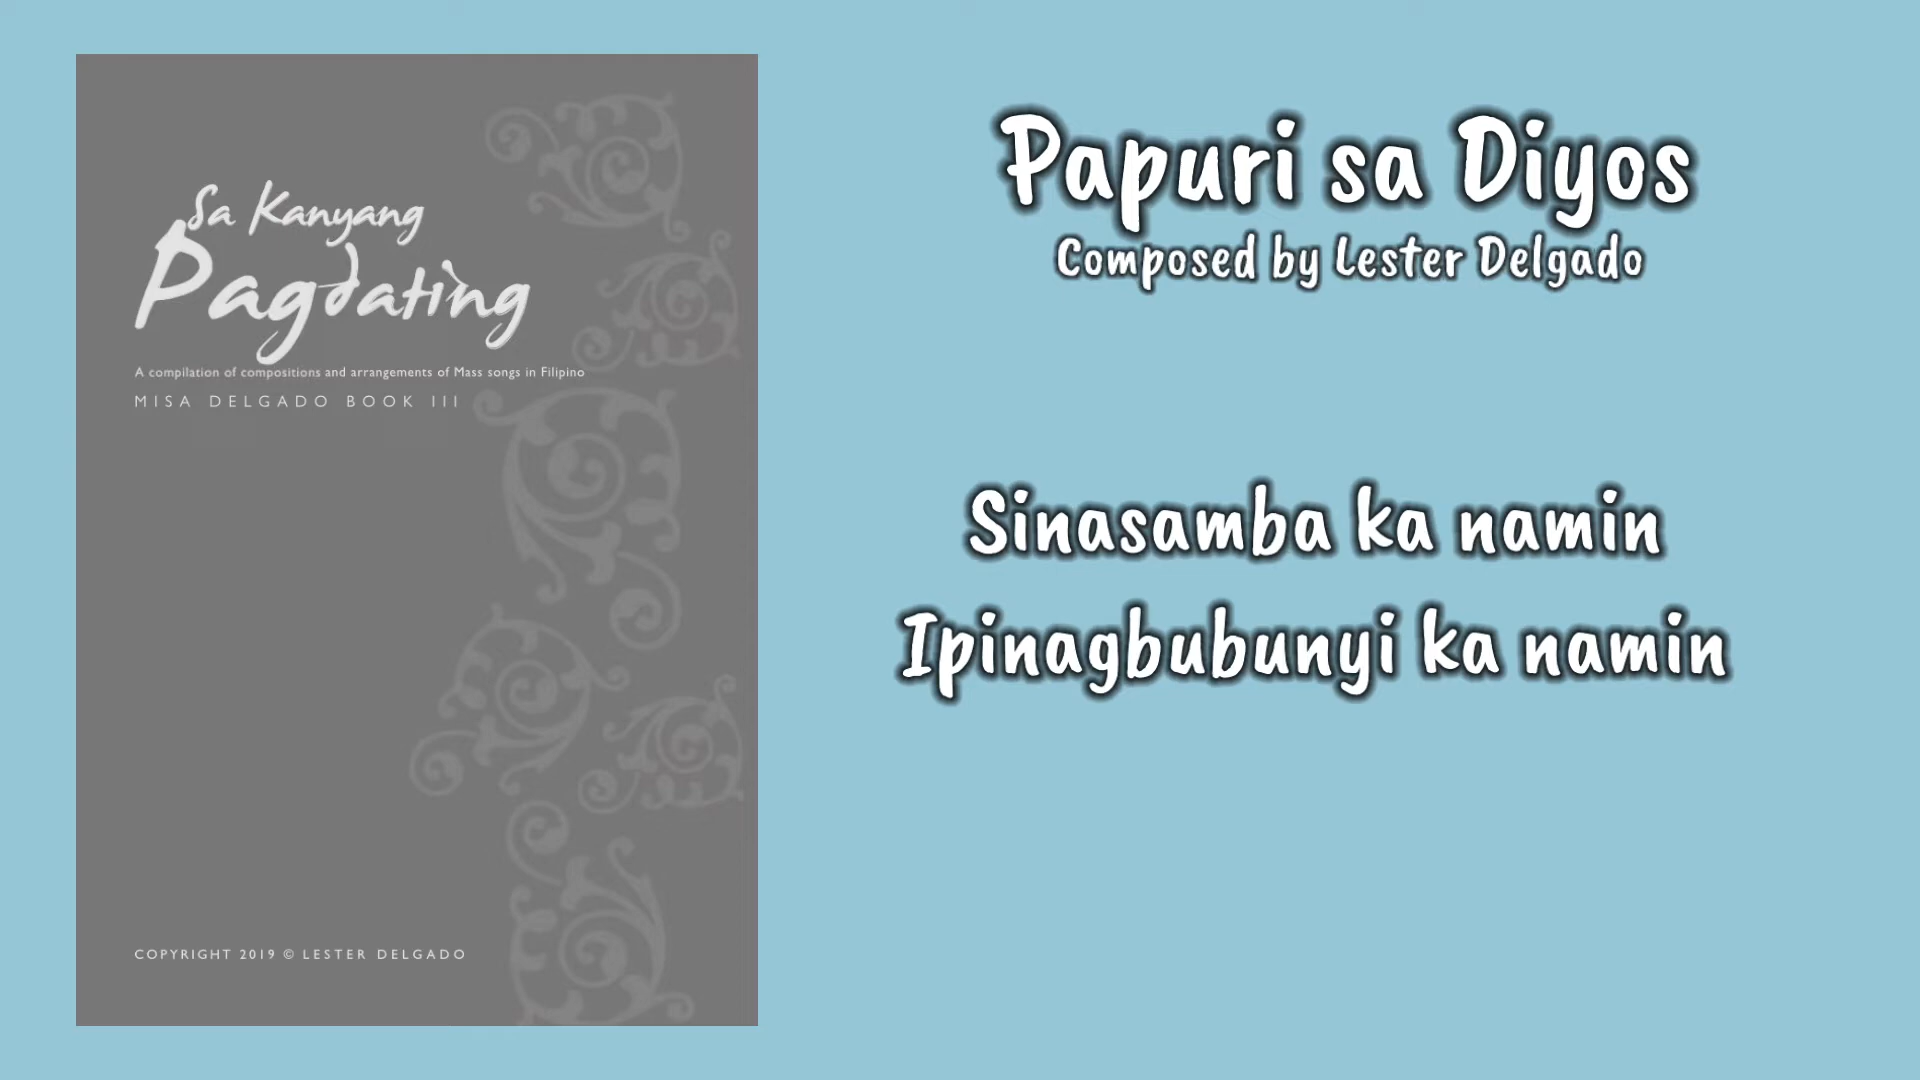 Sa Kanyang
Pagdating
A compilation of compositions and arrangements of Mass songs in Filipino
MISA DELGADO BOOK III
COPYRIGHT 2019 © LESTER DELGADO
Papuri sa Diyos
Composed by Lester Delgado
Sinasamba ka namin
Ipinagbubunyi ka namin